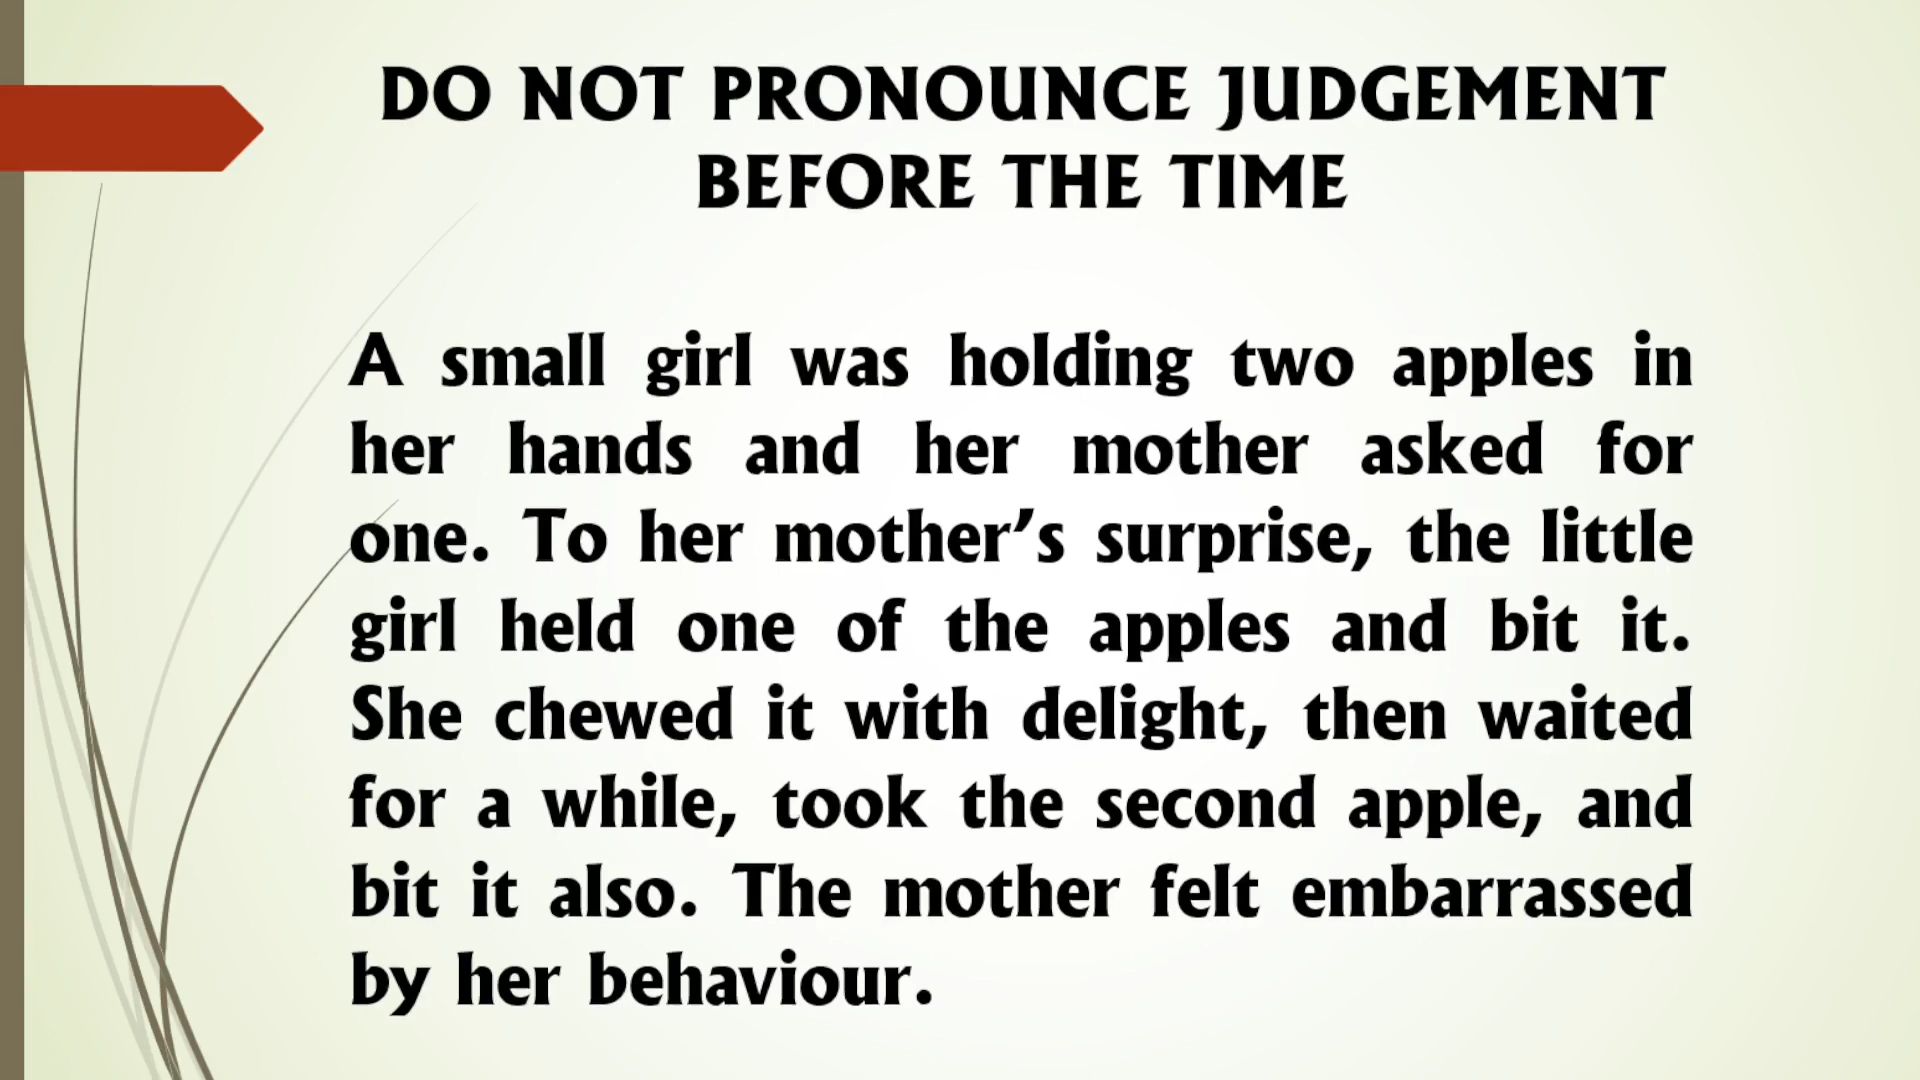 DO NOT PRONOUNCE JUDGEMENT
BEFORE THE TIME
A small girl was holding two apples in
her hands and her mother asked for
one. To her mother’s surprise, the little
girl held one of the apples and bit it.
She chewed it with delight, then waited
for a while, took the second apple, and
bit it also. The mother felt embarrassed
by her behaviour.